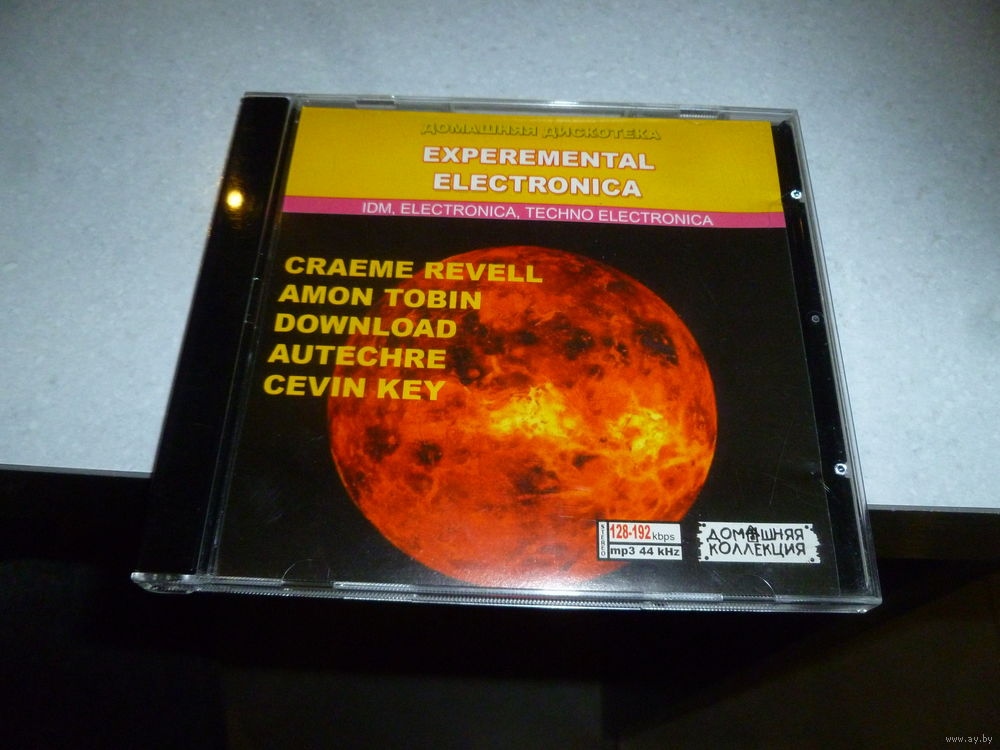 ДОМАШНЯЯ ДИСКОТЕКА
EXPEREMENTAL
ELECTRONICA
IDM, ELECTRONICA, TECHNO ELECTRONICA
CRAEME REVELL
AMON TOBIN
DOWNLOAD
AUTECHRE
CEVIN KEY
STEREO
128-192 kbps
mp3 44 kHz
ДОМАШНЯЯ
КОЛЛЕКЦИЯ
www.ay.by